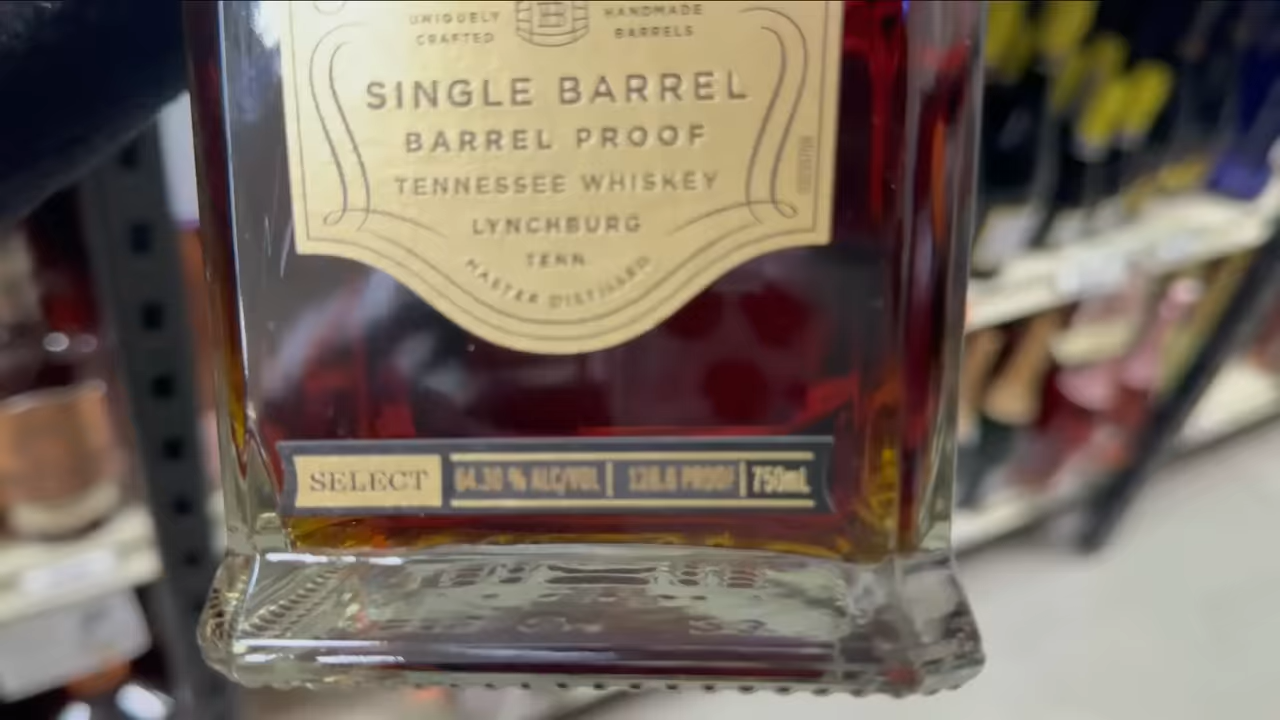 UNIQUELY
CRAFTED
B
HANDMADE
BARRELS
SINGLE BARREL
BARREL PROOF
TENNESSEE WHISKEY
LYNCHBURG
TENN
MASTER DISTILLED
SELECT
64.30 % ALC/VOL | 128.6 PROOF | 750mL